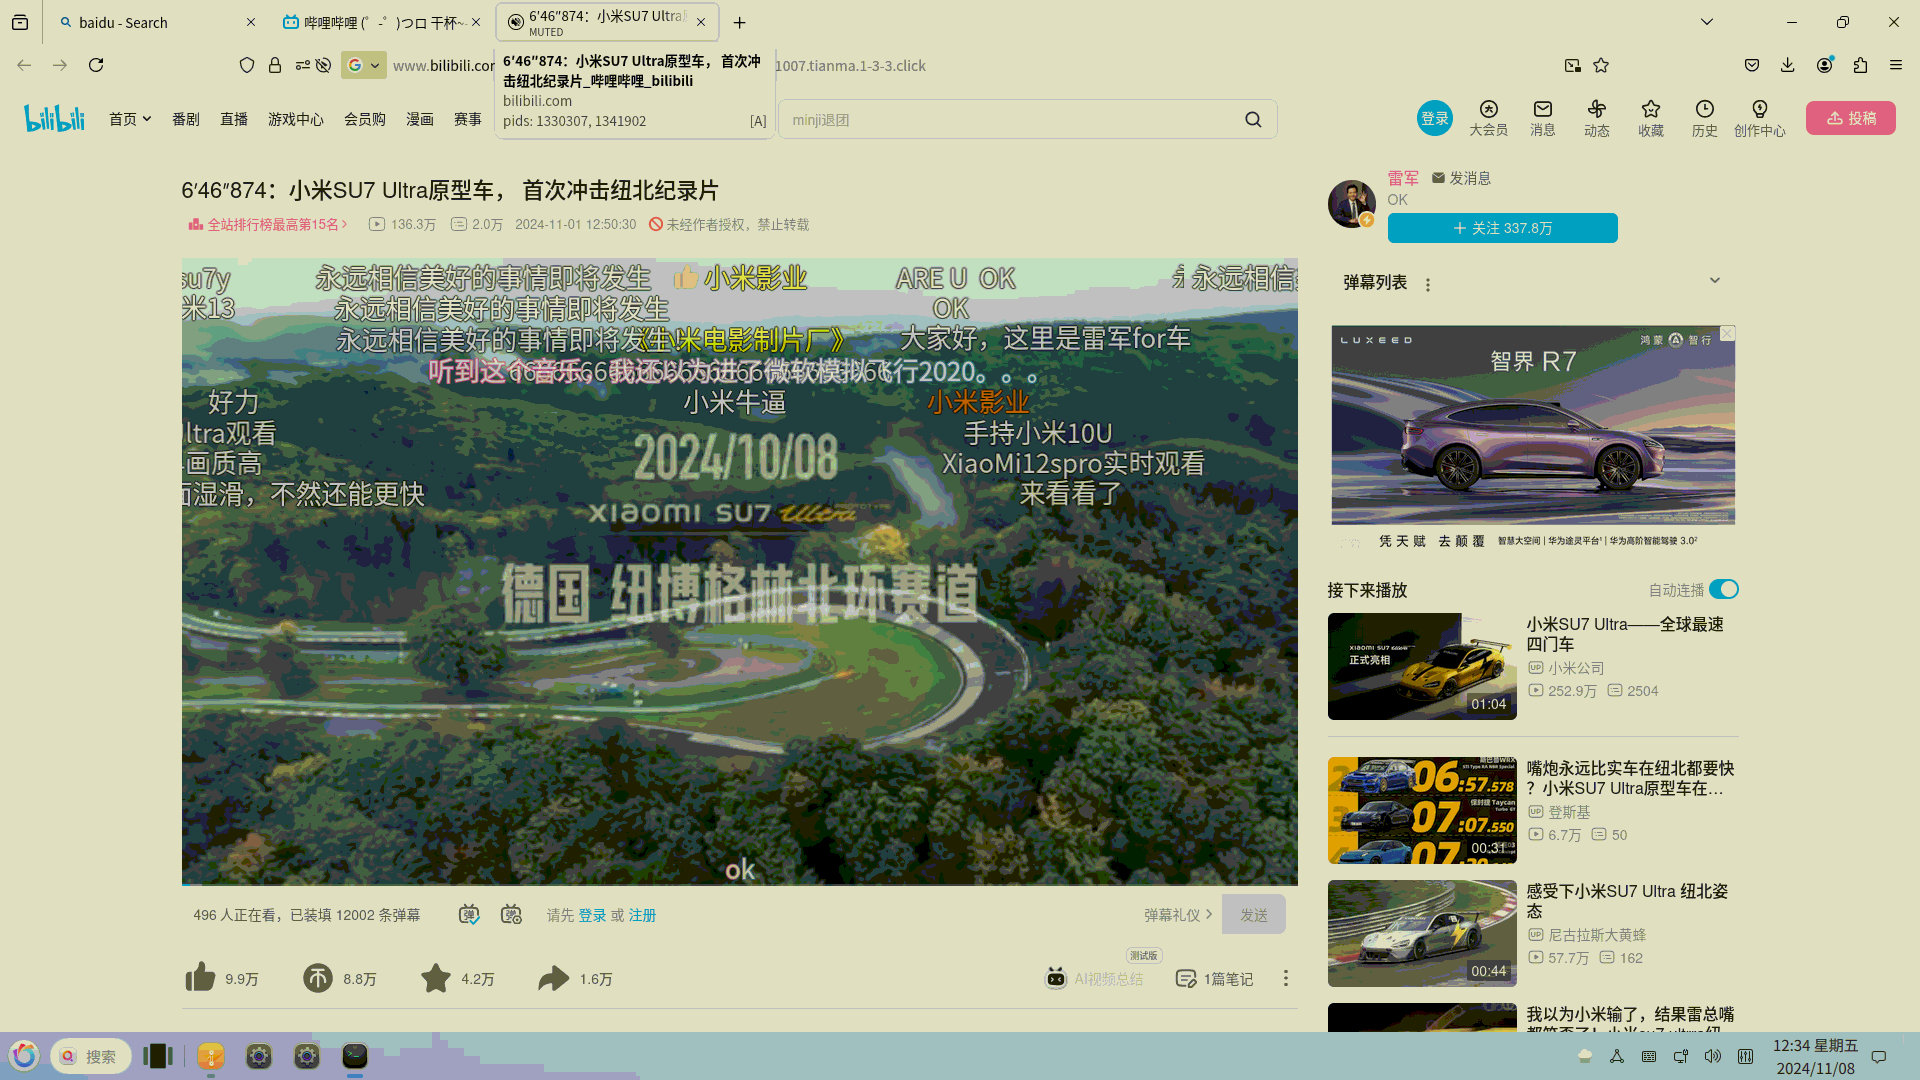 baidu - Search
哔哩哔哩 (゜-゜)つロ 干杯~-
6′46″874：小米SU7 Ultra原
MUTED
www.bilibili.com
1007.tianma.1-3-3.click
6′46″874：小米SU7 Ultra原型车， 首次冲
击纽北纪录片_哔哩哔哩_bilibili
bilibili.com
pids: 1330307, 1341902
[A]
bilibili
首页
番剧
直播
游戏中心
会员购
漫画
赛事
minji退团
登录
大会员
消息
动态
收藏
历史
创作中心
投稿
6′46″874：小米SU7 Ultra原型车， 首次冲击纽北纪录片
全站排行榜最高第15名
136.3万
2.0万
2024-11-01 12:50:30
未经作者授权，禁止转载
雷军
发消息
OK
关注 337.8万
弹幕列表
su7y
永远相信美好的事情即将发生
小米影业
ARE U OK
永远相信
米13
永远相信美好的事情即将发生
OK
永远相信美好的事情即将发生
《小米电影制片厂》
大家好，这里是雷军for车
听到这个音乐，我还以为进了微软模拟飞行2020。。。
好力
小米牛逼
小米影业
ltra观看
手持小米10U
画质高
XiaoMi12spro实时观看
面湿滑，不然还能更快
来看看了
2024/10/08
xiaomi SU7 Ultra
德国 纽博格林北环赛道
ok
LUXEED
鸿蒙智行
智界 R7
凭天赋 去颠覆
智慧大空间 | 华为途灵平台¹ | 华为高阶智能驾驶 3.0²
接下来播放
自动连播
xiaomi SU7 Ultra
正式亮相
01:04
小米SU7 Ultra——全球最速
四门车
小米公司
252.9万
2504
06:57.578
保时捷 Taycan
07:07.550
00:31
嘴炮永远比实车在纽北都要快
？小米SU7 Ultra原型车在…
登斯基
6.7万
50
00:44
感受下小米SU7 Ultra 纽北姿
态
尼古拉斯大黄蜂
57.7万
162
我以为小米输了，结果雷总嘴
496 人正在看，已装填 12002 条弹幕
请先 登录 或 注册
弹幕礼仪
发送
9.9万
8.8万
4.2万
1.6万
测试版
AI视频总结
1篇笔记
搜索
12:34 星期五
2024/11/08